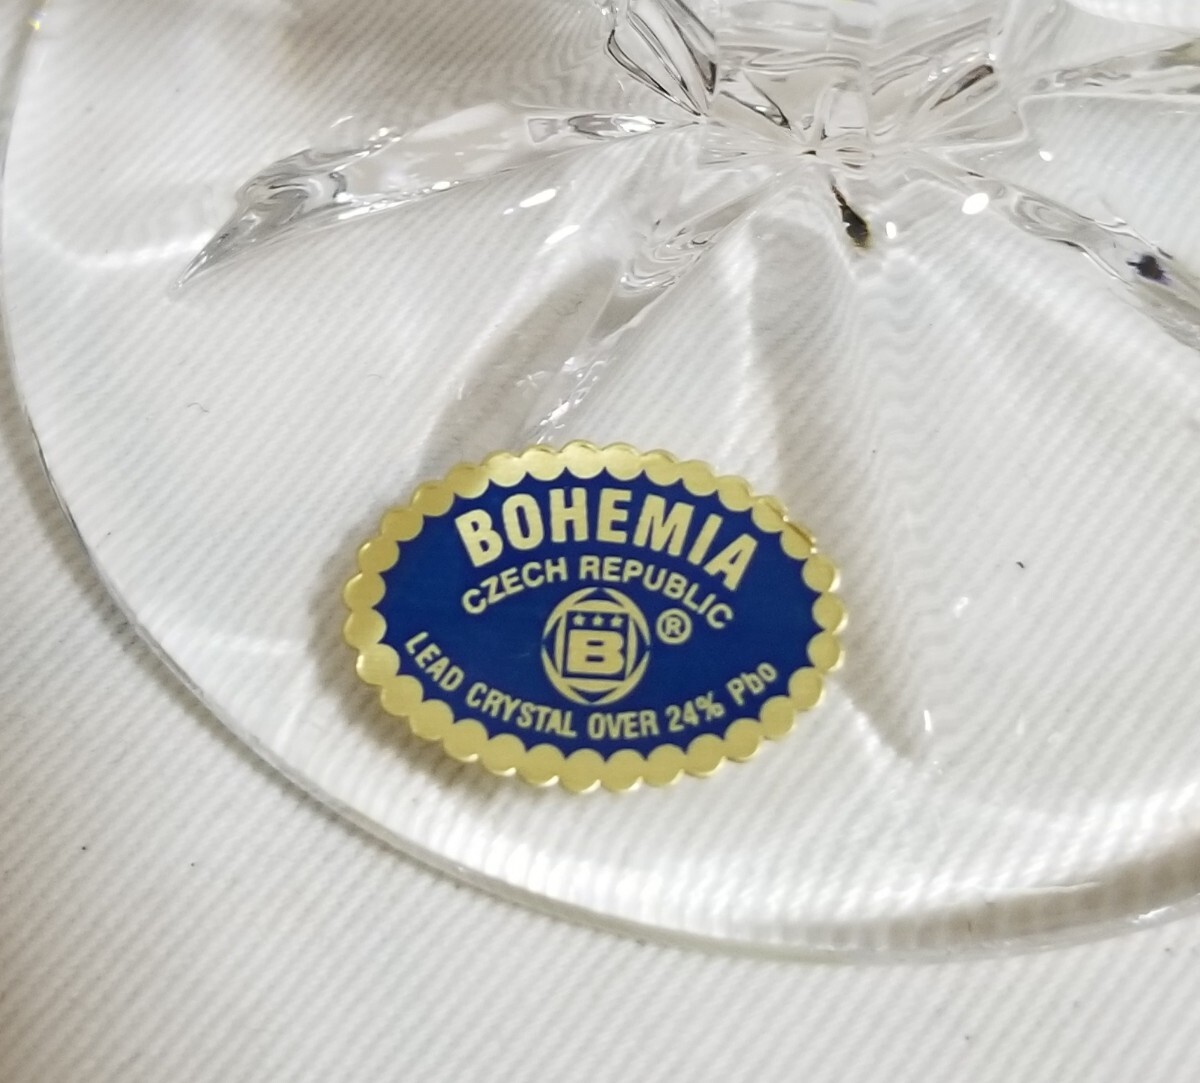 BOHEMIA
CZECH REPUBLIC
B ®
LEAD CRYSTAL OVER 24% Pbo